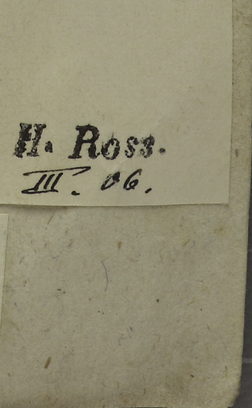 H. Ross.
III. 06.